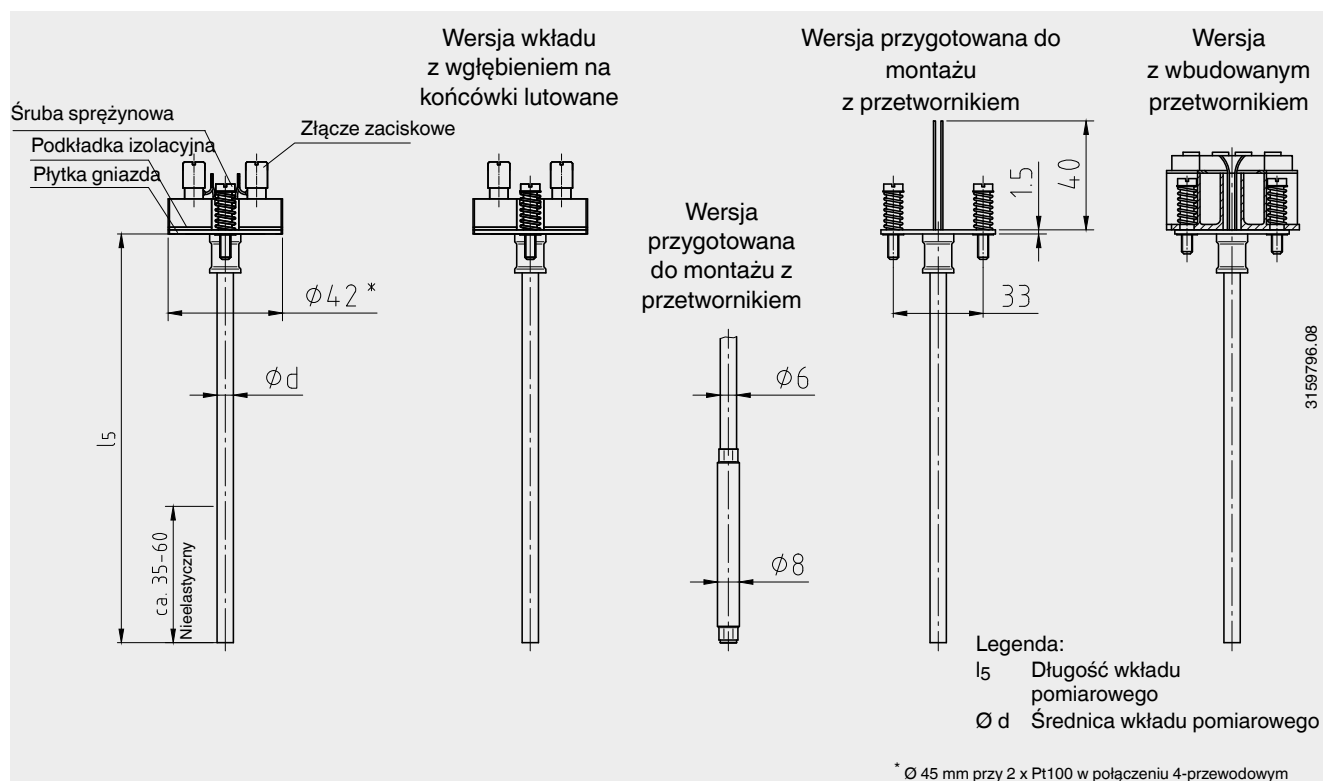 Wersja wkładu
z wgłębieniem na
końcówki lutowane
Wersja przygotowana do
montażu
z przetwornikiem
Wersja
z wbudowanym
przetwornikiem
Śruba sprężynowa
Podkładka izolacyjna
Płytka gniazda
Złącze zaciskowe
Wersja
przygotowana
do montażu z
przetwornikiem
1.5
40
33
Ø42 *
Ød
l5
ca. 35-60
Nieelastyczny
Ø6
Ø8
3159796.08
Legenda:
l5 Długość wkładu
pomiarowego
Ø d Średnica wkładu pomiarowego
* Ø 45 mm przy 2 x Pt100 w połączeniu 4-przewodowym